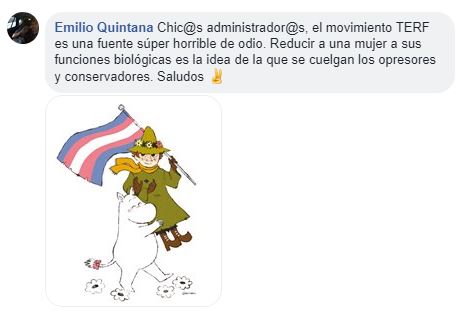 Emilio Quintana Chic@s administrador@s, el movimiento TERF
es una fuente súper horrible de odio. Reducir a una mujer a sus
funciones biológicas es la idea de la que se cuelgan los opresores
y conservadores. Saludos ✌